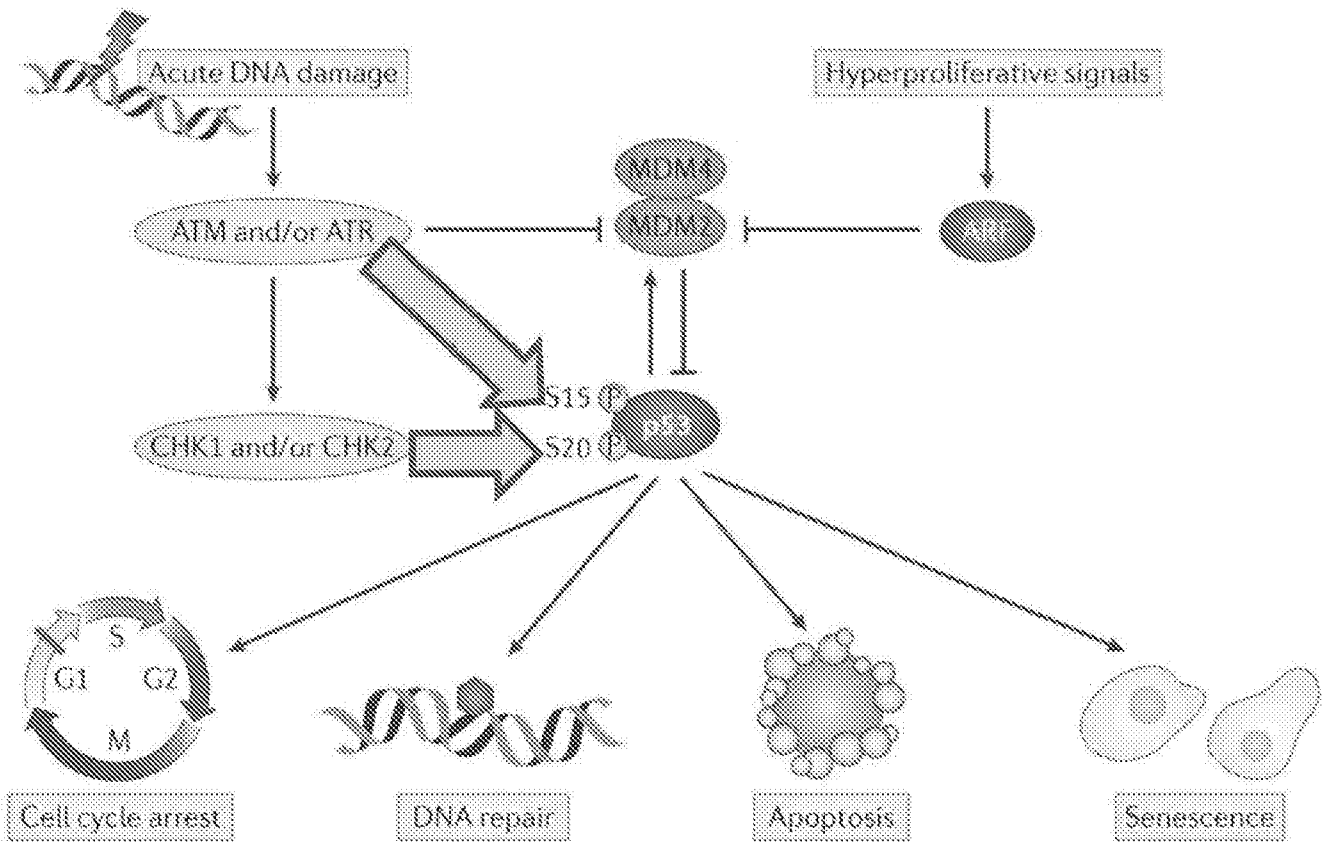 Acute DNA damage
Hyperproliferative signals
MDM4
ATM and/or ATR
MDM2
S15 P
p53
CHK1 and/or CHK2
S20 P
S
G1
G2
M
Cell cycle arrest
DNA repair
Apoptosis
Senescence